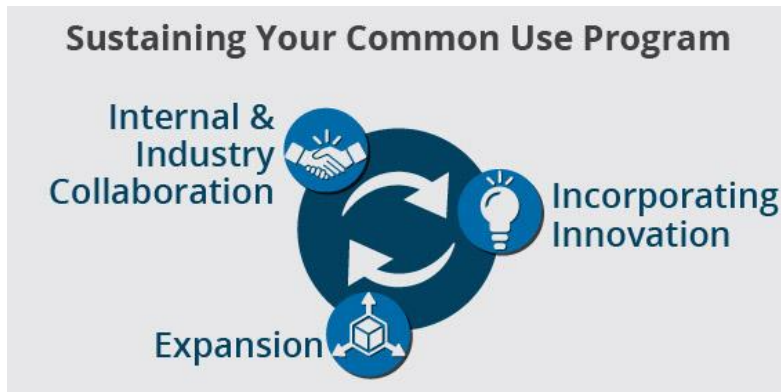 Sustaining Your Common Use Program
Internal &
Industry
Collaboration
Incorporating
Innovation
Expansion